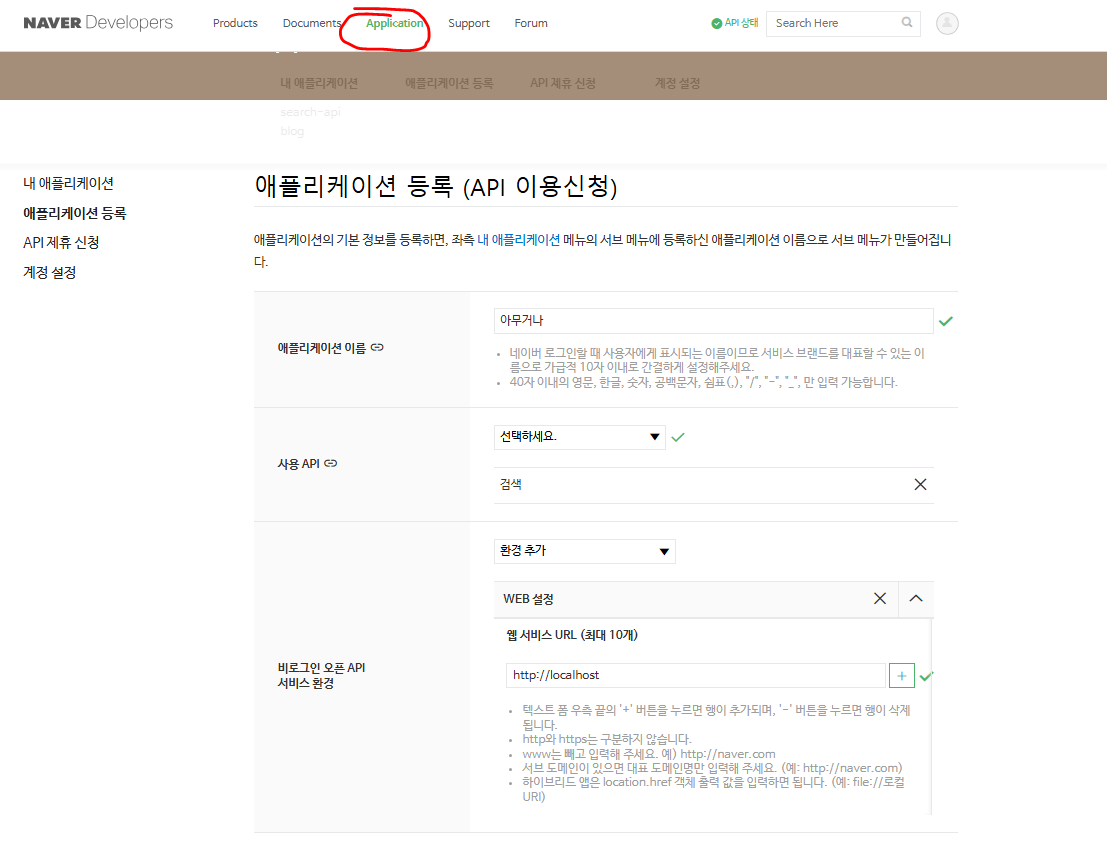 NAVER Developers
Products
Documents
Application
Support
Forum
API 상태
Search Here
내 애플리케이션
애플리케이션 등록
API 제휴 신청
계정 설정
search-api
blog
내 애플리케이션
애플리케이션 등록
API 제휴 신청
계정 설정
애플리케이션 등록 (API 이용신청)
애플리케이션의 기본 정보를 등록하면, 좌측 내 애플리케이션 메뉴의 서브 메뉴에 등록하신 애플리케이션 이름으로 서브 메뉴가 만들어집니
다.
애플리케이션 이름
아무거나
네이버 로그인할 때 사용자에게 표시되는 이름이므로 서비스 브랜드를 대표할 수 있는 이
름으로 가급적 10자 이내로 간결하게 설정해주세요.
40자 이내의 영문, 한글, 숫자, 공백문자, 쉼표(,), "/", "-", "_", 만 입력 가능합니다.
사용 API
선택하세요.
검색
비로그인 오픈 API
서비스 환경
환경 추가
WEB 설정
웹 서비스 URL (최대 10개)
http://localhost
텍스트 폼 우측 끝의 '+' 버튼을 누르면 행이 추가되며, '-' 버튼을 누르면 행이 삭제
됩니다.
http와 https는 구분하지 않습니다.
www는 빼고 입력해 주세요. 예) http://naver.com
서브 도메인이 있으면 대표 도메인명만 입력해 주세요. (예: http://naver.com)
하이브리드 앱은 location.href 객체 출력 값을 입력하면 됩니다. (예: file://로컬
URI)